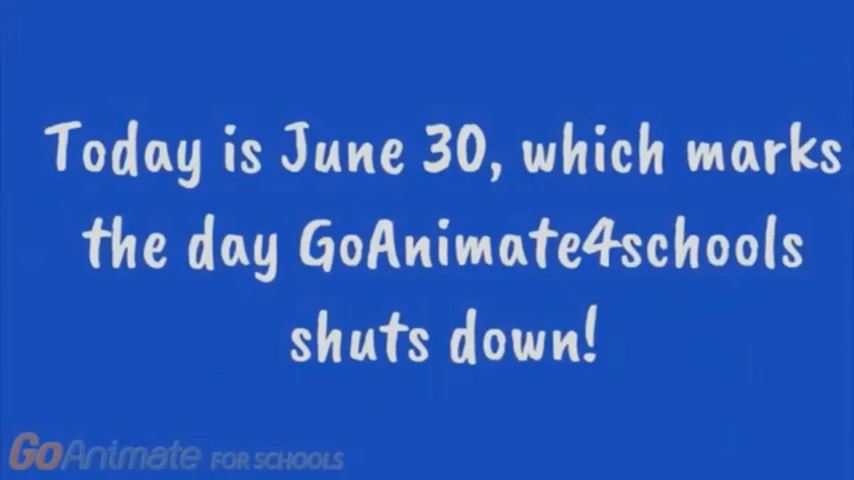 Today is June 30, which marks
the day GoAnimate4schools
shuts down!
GoAnimate FOR SCHOOLS